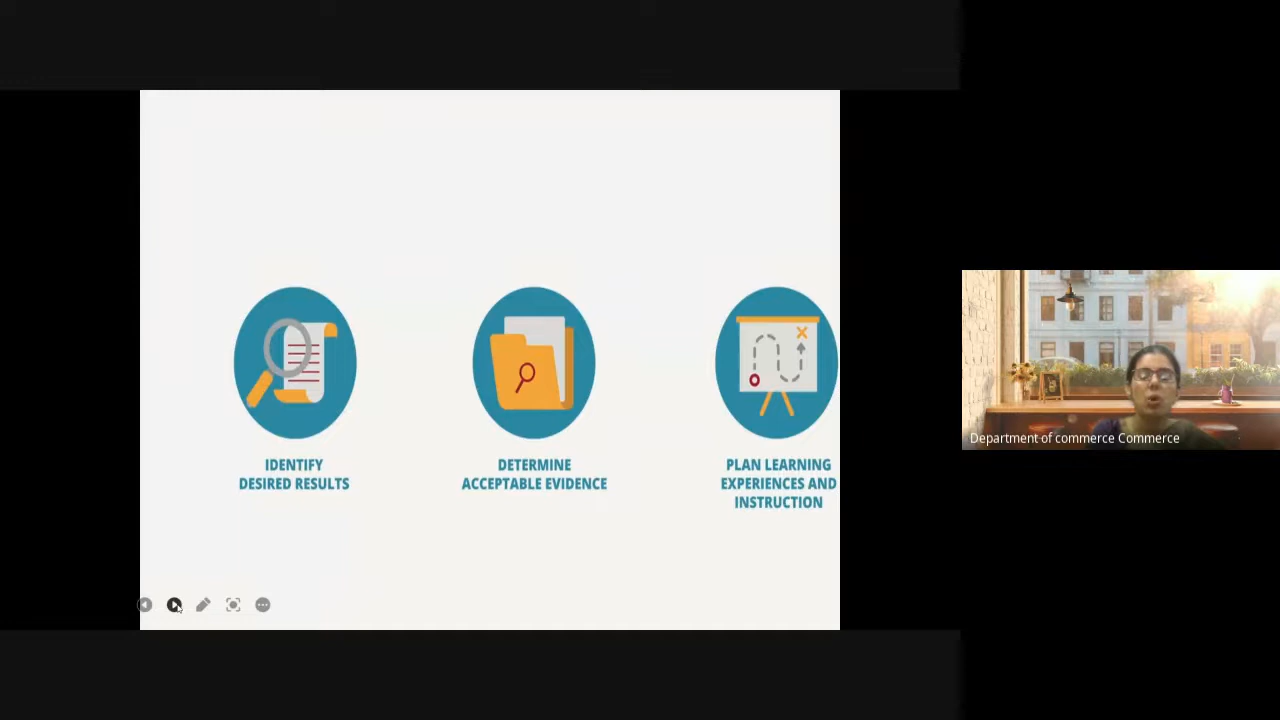 IDENTIFY
DESIRED RESULTS
DETERMINE
ACCEPTABLE EVIDENCE
PLAN LEARNING
EXPERIENCES AND
INSTRUCTION
Department of commerce Commerce